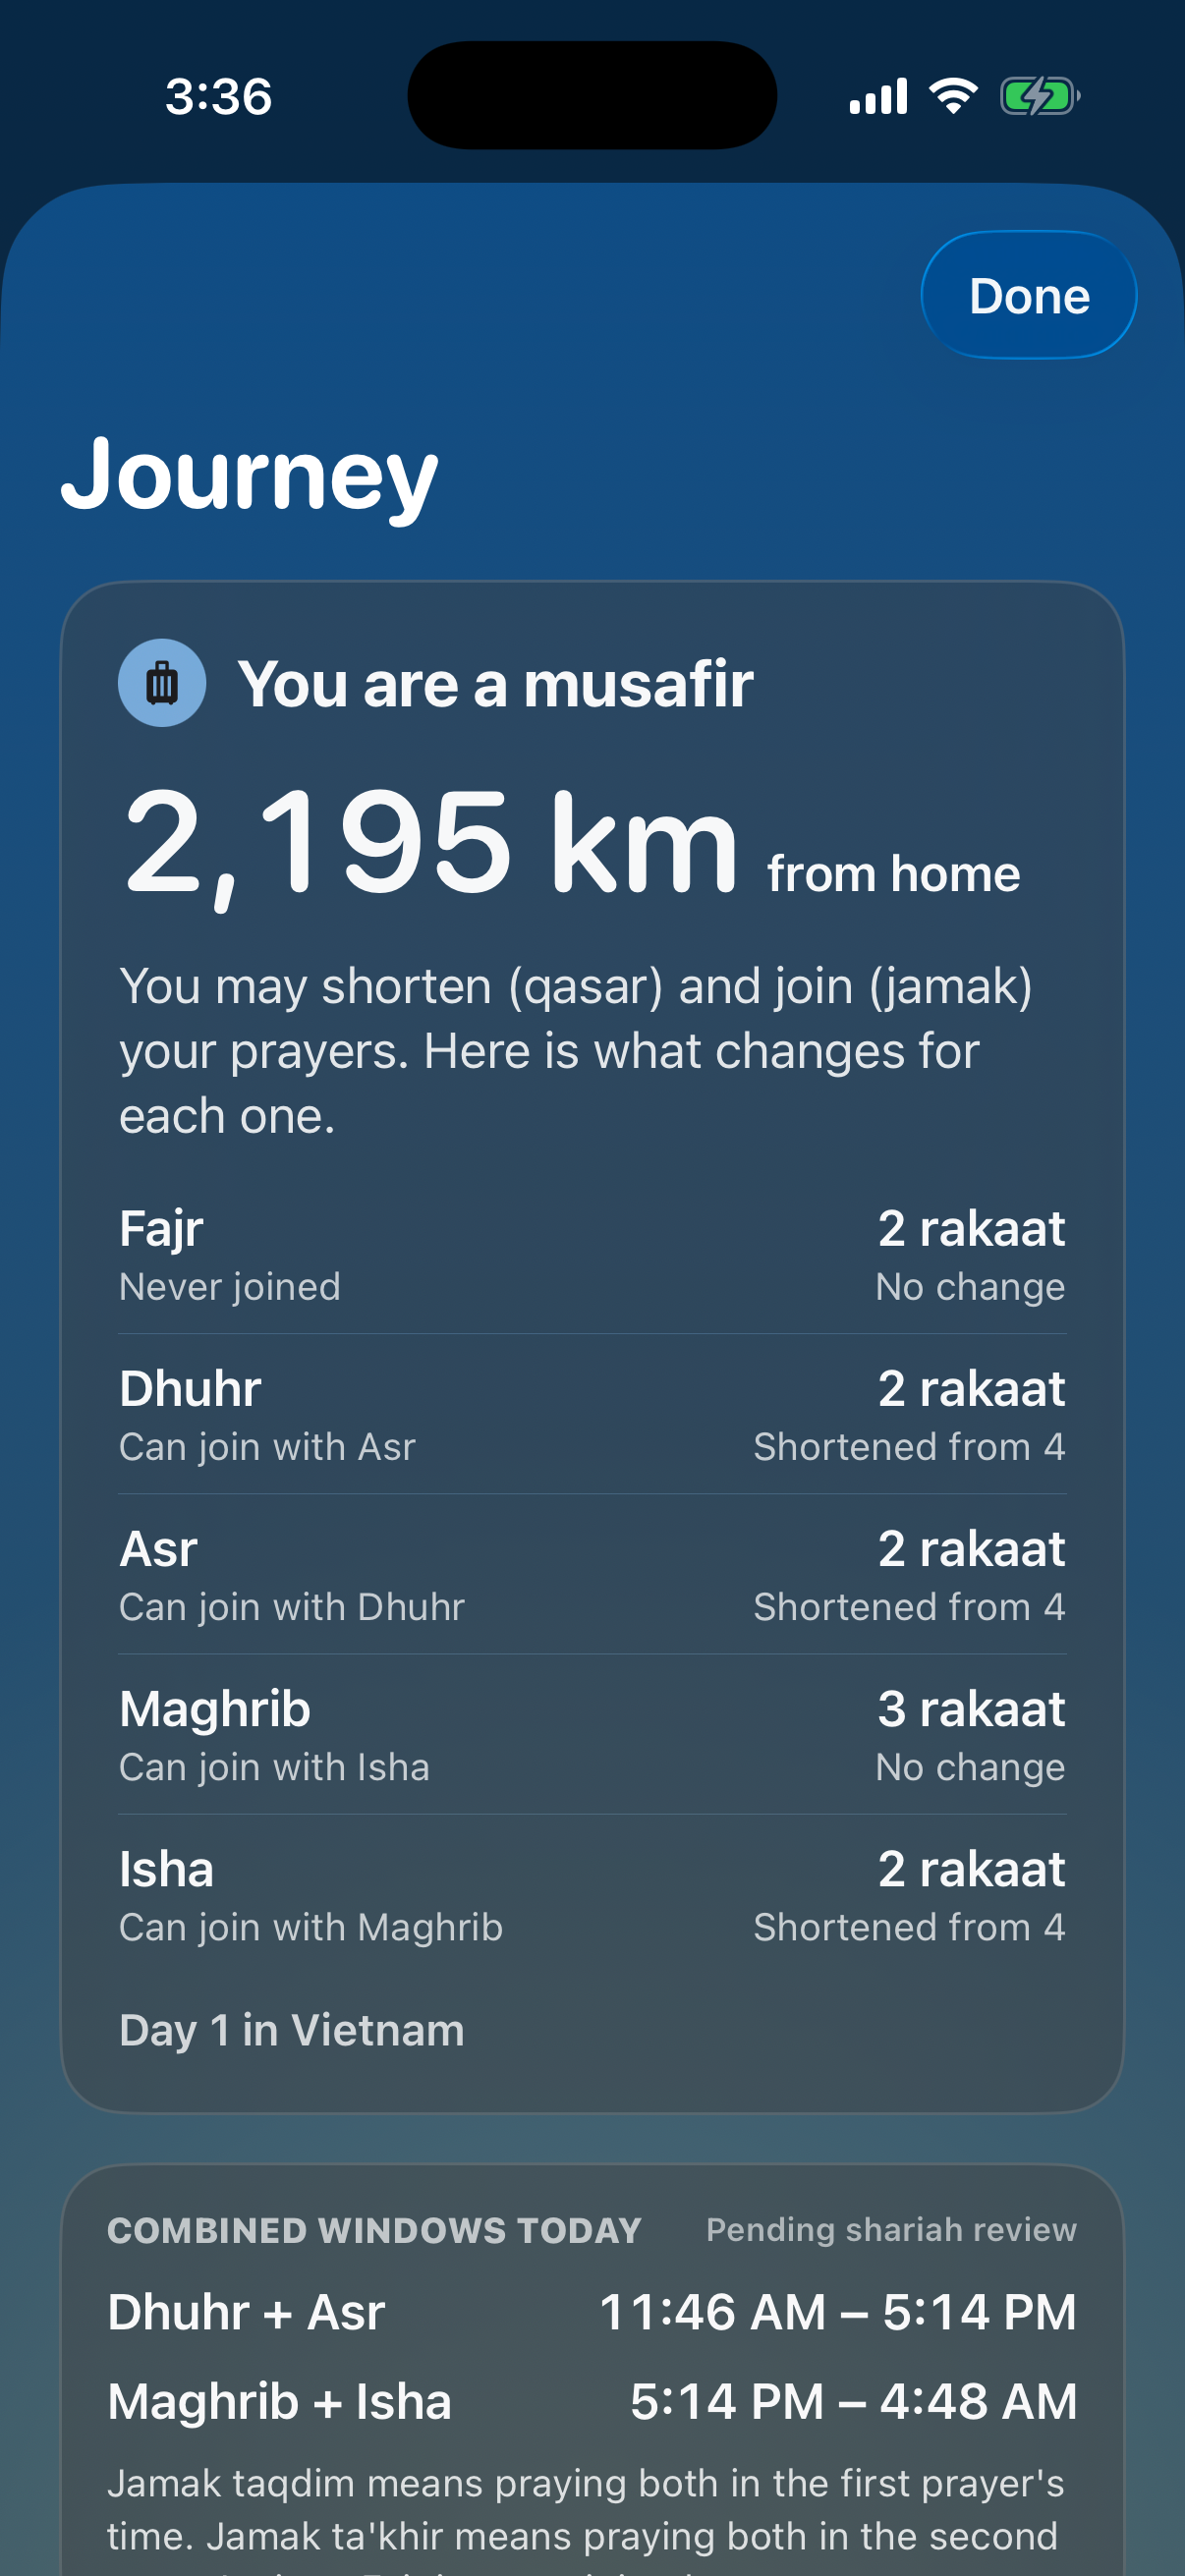 3:36
Done
Journey
You are a musafir
2,195 km from home
You may shorten (qasar) and join (jamak)
your prayers. Here is what changes for
each one.
Fajr 2 rakaat
Never joined No change
Dhuhr 2 rakaat
Can join with Asr Shortened from 4
Asr 2 rakaat
Can join with Dhuhr Shortened from 4
Maghrib 3 rakaat
Can join with Isha No change
Isha 2 rakaat
Can join with Maghrib Shortened from 4
Day 1 in Vietnam
COMBINED WINDOWS TODAY Pending shariah review
Dhuhr + Asr 11:46 AM – 5:14 PM
Maghrib + Isha 5:14 PM – 4:48 AM
Jamak taqdim means praying both in the first prayer's
time. Jamak ta'khir means praying both in the second